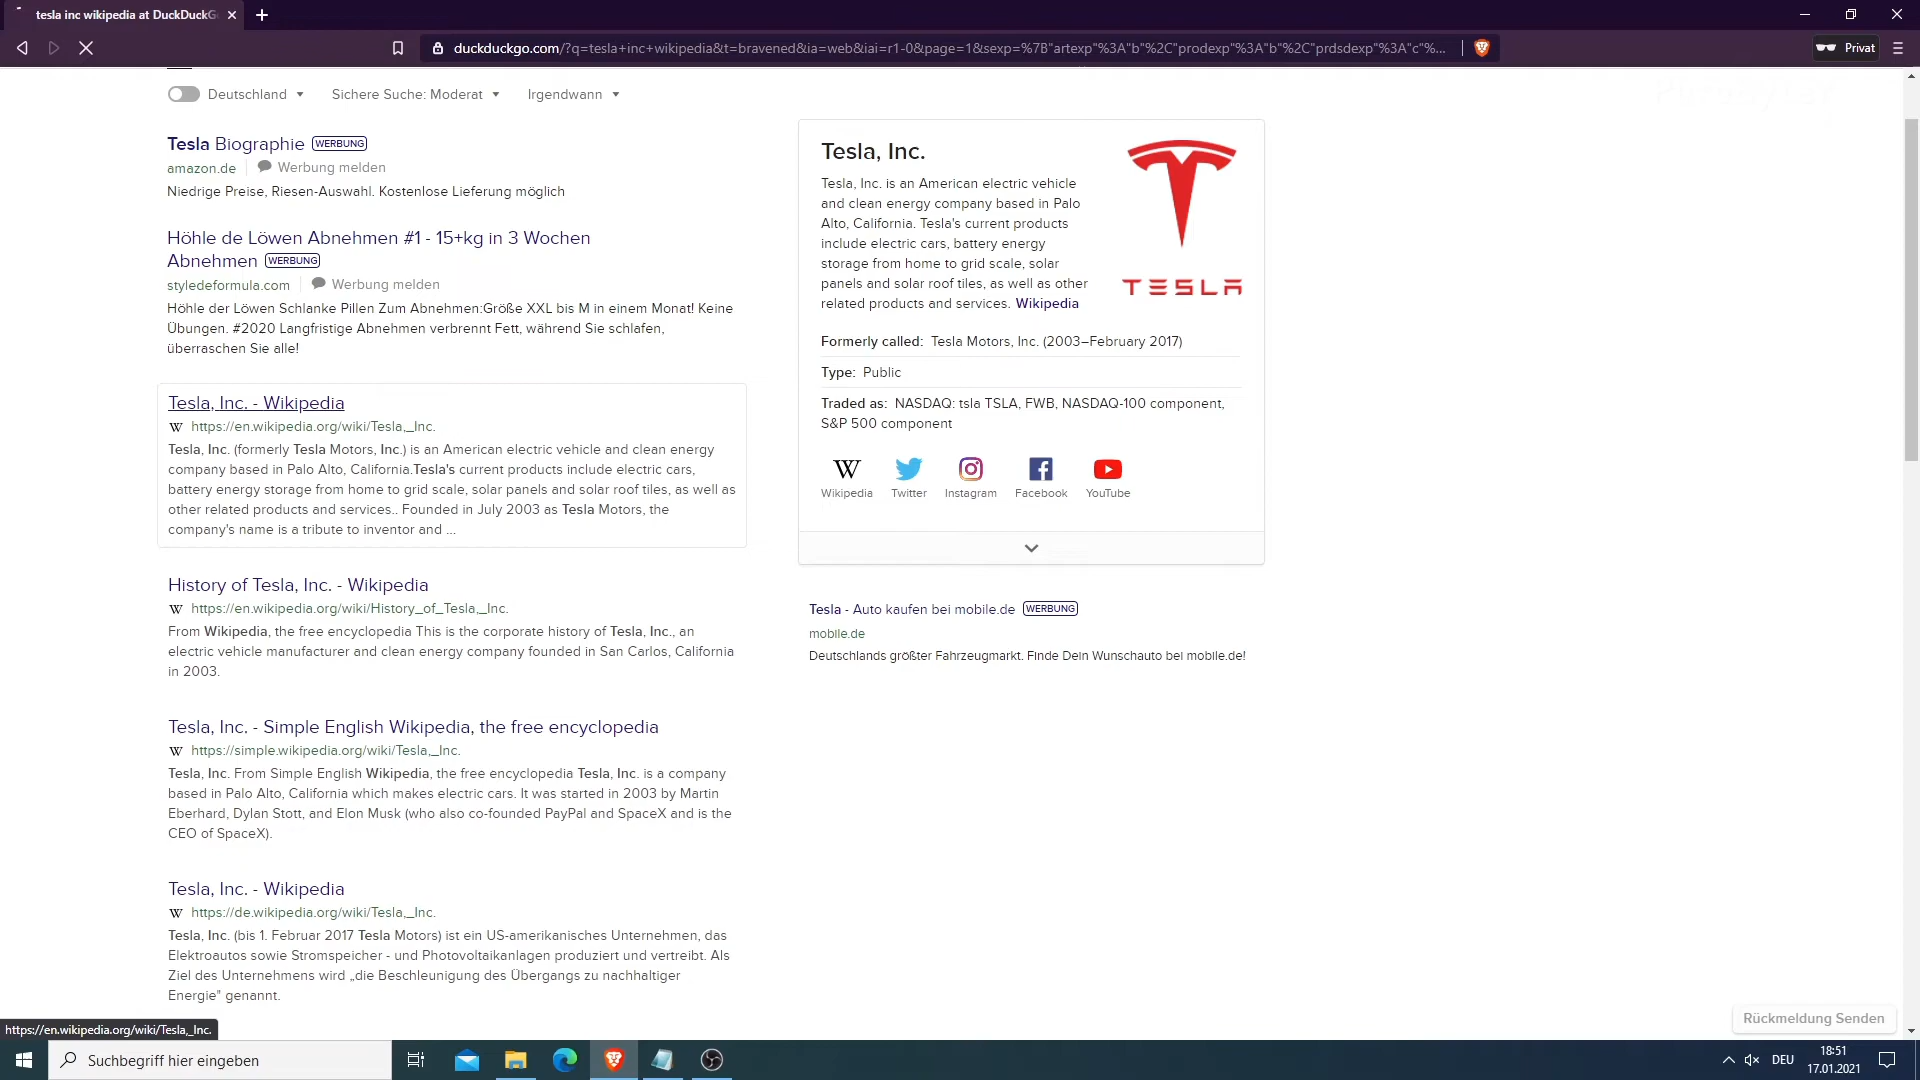 tesla inc wikipedia at DuckDuckG
duckduckgo.com/?q=tesla+inc+wikipedia&t=bravened&ia=web&iai=r1-0&page=1&sexp=%7B"artexp"%3A"b"%2C"prodexp"%3A"b"%2C"prdsdexp"%3A"c"%...
Privat
Deutschland Sichere Suche: Moderat Irgendwann
Tesla Biographie WERBUNG
amazon.de Werbung melden
Niedrige Preise, Riesen-Auswahl. Kostenlose Lieferung möglich
Höhle de Löwen Abnehmen #1 - 15+kg in 3 Wochen
Abnehmen WERBUNG
styledeformula.com Werbung melden
Höhle der Löwen Schlanke Pillen Zum Abnehmen:Größe XXL bis M in einem Monat! Keine
Übungen. #2020 Langfristige Abnehmen verbrennt Fett, während Sie schlafen,
überraschen Sie alle!
Tesla, Inc. - Wikipedia
W https://en.wikipedia.org/wiki/Tesla,_Inc.
Tesla, Inc. (formerly Tesla Motors, Inc.) is an American electric vehicle and clean energy
company based in Palo Alto, California.Tesla's current products include electric cars,
battery energy storage from home to grid scale, solar panels and solar roof tiles, as well as
other related products and services.. Founded in July 2003 as Tesla Motors, the
company's name is a tribute to inventor and ...
History of Tesla, Inc. - Wikipedia
W https://en.wikipedia.org/wiki/History_of_Tesla,_Inc.
From Wikipedia, the free encyclopedia This is the corporate history of Tesla, Inc., an
electric vehicle manufacturer and clean energy company founded in San Carlos, California
in 2003.
Tesla, Inc. - Simple English Wikipedia, the free encyclopedia
W https://simple.wikipedia.org/wiki/Tesla,_Inc.
Tesla, Inc. From Simple English Wikipedia, the free encyclopedia Tesla, Inc. is a company
based in Palo Alto, California which makes electric cars. It was started in 2003 by Martin
Eberhard, Dylan Stott, and Elon Musk (who also co-founded PayPal and SpaceX and is the
CEO of SpaceX).
Tesla, Inc. - Wikipedia
W https://de.wikipedia.org/wiki/Tesla,_Inc.
Tesla, Inc. (bis 1. Februar 2017 Tesla Motors) ist ein US-amerikanisches Unternehmen, das
Elektroautos sowie Stromspeicher - und Photovoltaikanlagen produziert und vertreibt. Als
Ziel des Unternehmens wird „die Beschleunigung des Übergangs zu nachhaltiger
Energie" genannt.
Tesla, Inc.
Tesla, Inc. is an American electric vehicle
and clean energy company based in Palo
Alto, California. Tesla's current products
include electric cars, battery energy
storage from home to grid scale, solar
panels and solar roof tiles, as well as other
related products and services. Wikipedia
TESLA
Formerly called: Tesla Motors, Inc. (2003–February 2017)
Type: Public
Traded as: NASDAQ: tsla TSLA, FWB, NASDAQ-100 component,
S&P 500 component
W
Wikipedia Twitter Instagram Facebook YouTube
Tesla - Auto kaufen bei mobile.de WERBUNG
mobile.de
Deutschlands größter Fahrzeugmarkt. Finde Dein Wunschauto bei mobile.de!
Rückmeldung Senden
https://en.wikipedia.org/wiki/Tesla,_Inc.
Suchbegriff hier eingeben
DEU
18:51
17.01.2021